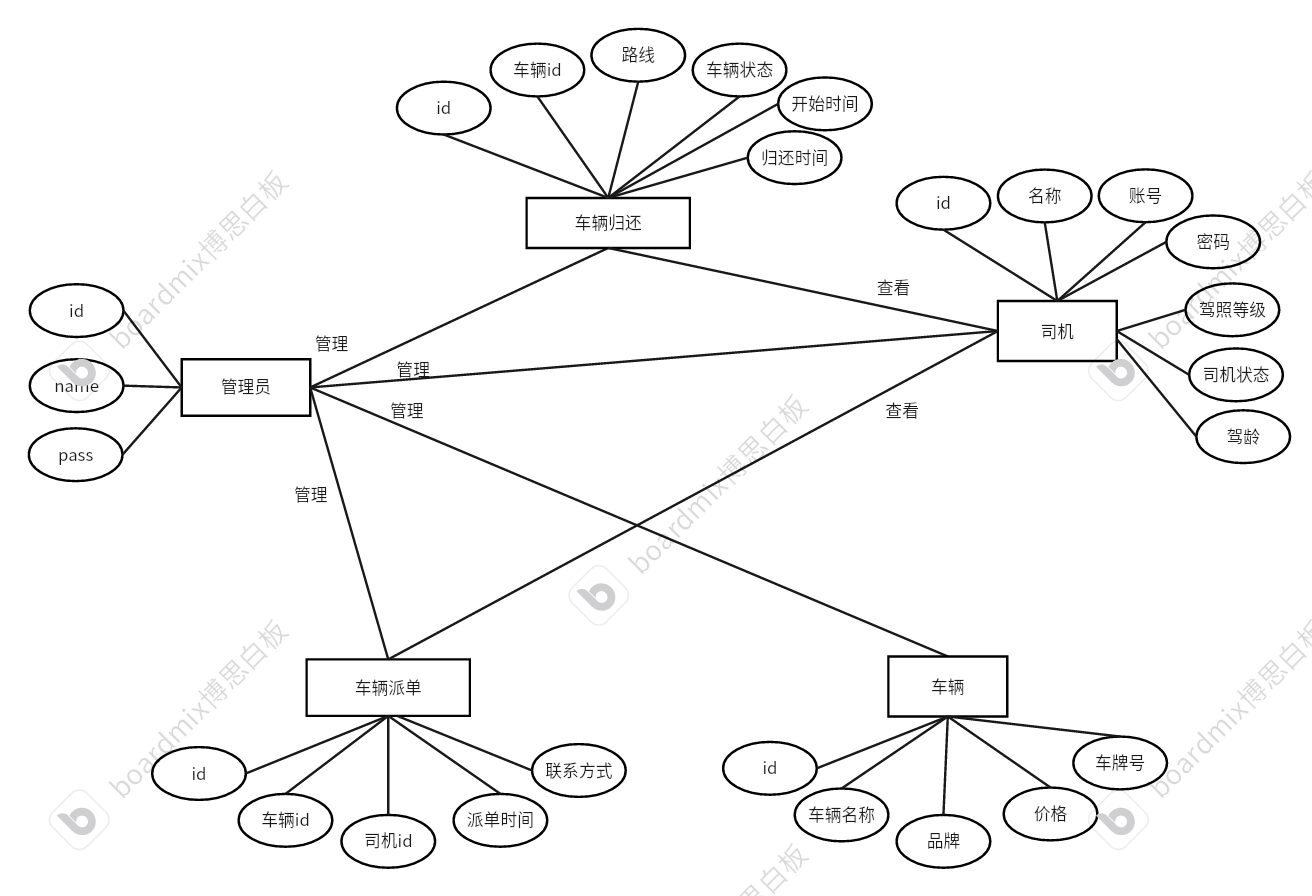 路线
车辆id
车辆状态
id
开始时间
归还时间
车辆归还
id
名称
账号
密码
查看
驾照等级
司机
司机状态
驾龄
id
name
pass
管理员
管理
管理
管理
管理
查看
车辆派单
id
车辆id
司机id
派单时间
联系方式
车辆
id
车辆名称
品牌
价格
车牌号
boardmix博思白板
boardmix博思白板
boardmix博思白板
boardmix博思白板
boardmix博思白板
博思白板